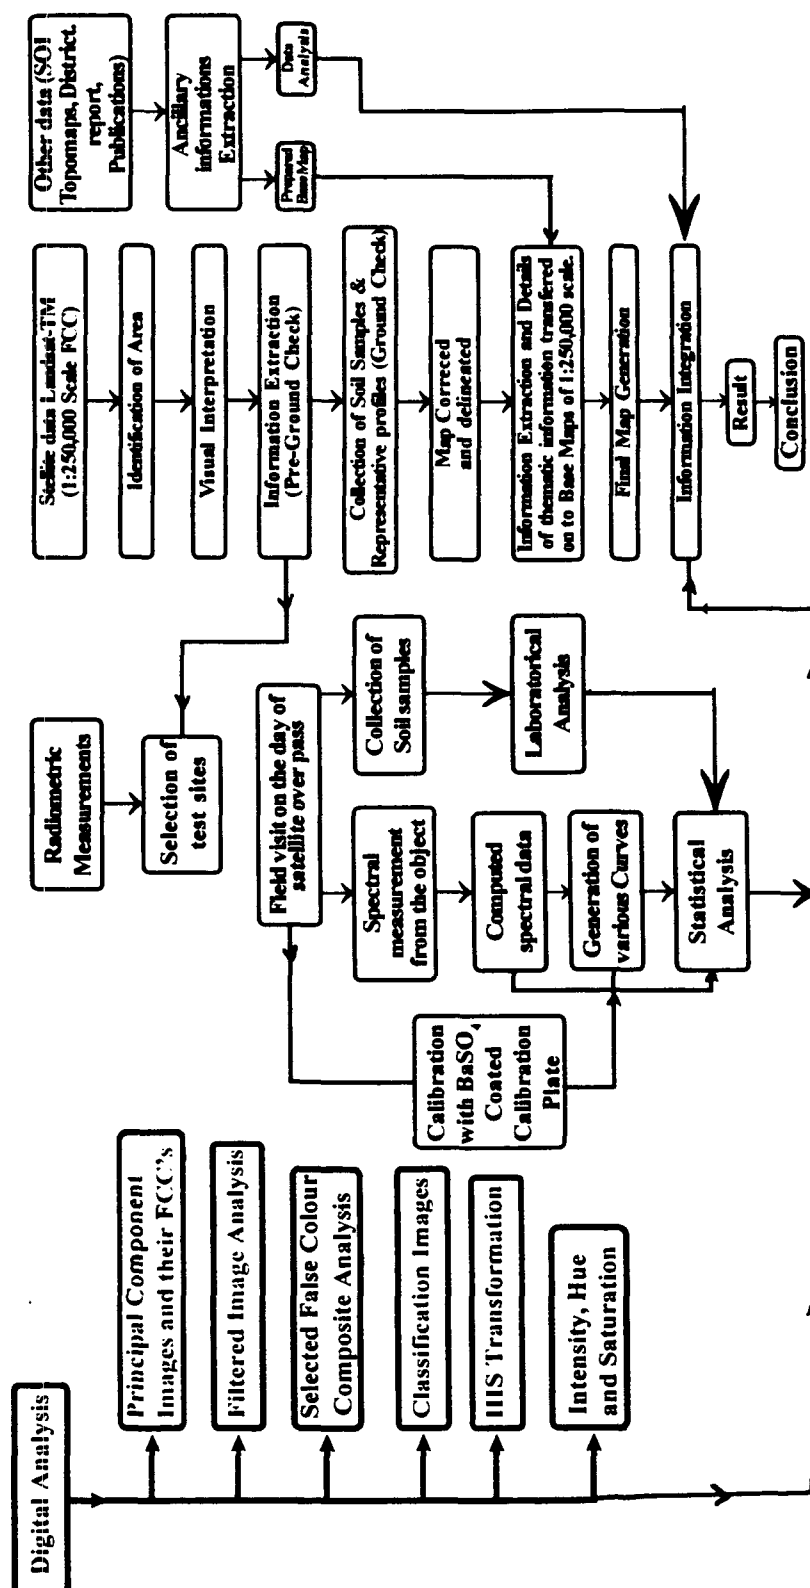 Digital Analysis
Principal Component
Images and their FCC's
Filtered Image Analysis
Selected False Colour
Composite Analysis
Classification Images
IHS Transformation
Intensity, Hue
and Saturation
Radiometric
Measurements
Selection of
test sites
Field visit on the day of
satellite over pass
Calibration
with BaSO4
Coated
Calibration
Plate
Spectral
measurement
from the object
Computed
spectral data
Generation of
various Curves
Statistical
Analysis
Collection of
Soil samples
Laboratorical
Analysis
Stellite data Landsat-TM
(1:250,000 Scale FCC)
Identification of Area
Visual Interpretation
Information Extraction
(Pre-Ground Check)
Collection of Soil Samples &
Representative profiles (Ground Check)
Map Correced
and delineated
Information Extraction and Details
of thematic information transfered
on to Base Maps of 1:250,000 scale.
Final Map Generation
Information Integration
Result
Conclusion
Other data (SOI
Topomaps, District.
report,
Publications)
Ancillary
informations
Extraction
Prepared
Base Map
Data
Analysis